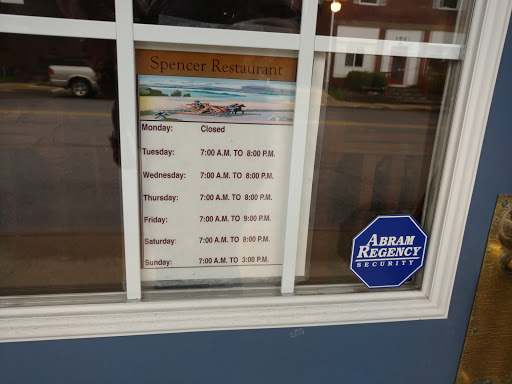 Spencer Restaurant
Monday: Closed
Tuesday: 7:00 A.M. TO 8:00 P.M.
Wednesday: 7:00 A.M. TO 8:00 P.M.
Thursday: 7:00 A.M. TO 8:00 P.M.
Friday: 7:00 A.M. TO 9:00 P.M.
Saturday: 7:00 A.M. TO 8:00 P.M.
Sunday: 7:00 A.M. TO 3:00 P.M.
ABRAM
REGENCY
SECURITY